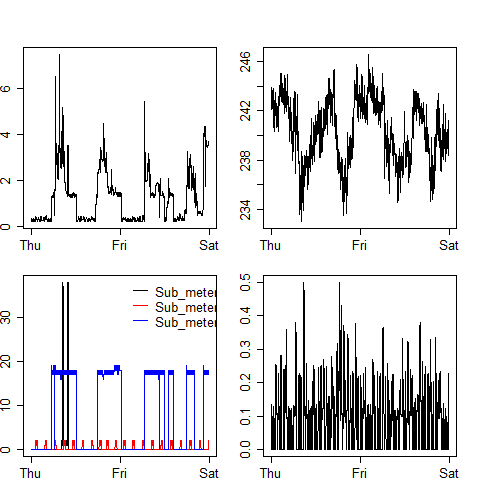 6
4
2
0
Thu Fri Sat
246
242
238
234
Thu Fri Sat
30
20
10
0
Sub_meter
Sub_meter
Sub_meter
Thu Fri Sat
0.5
0.4
0.3
0.2
0.1
0.0
Thu Fri Sat